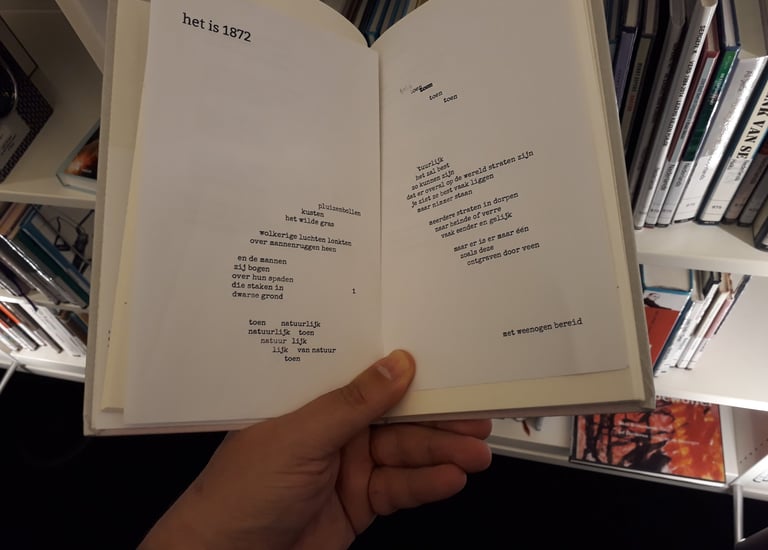 het is 1872
pluizenbollen
kusten
het wilde gras
wolkerige luchten lonkten
over mannenruggen heen
en de mannen
zij bogen
over hun spaden
die staken in
dwarse grond
1
toen natuurlijk
natuurlijk toen
natuur lijk
lijk van natuur
toen
toen
toen
toen
tuurlijk
het zal best
zo kunnen zijn
dat er overal op de wereld straten zijn
je ziet ze best vaak liggen
maar nimmer staan
meerdere straten in dorpen
naar heinde of verre
vaak eender en gelijk
maar er is er maar één
zoals deze
ontgraven door veen
met weenogen bereid